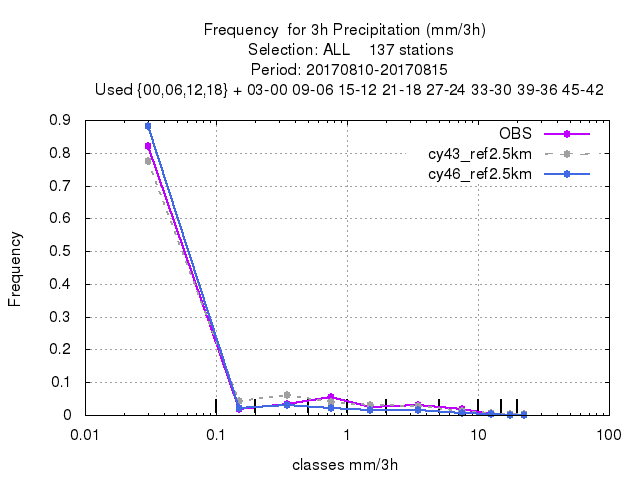 Frequency  for 3h Precipitation (mm/3h)
Selection: ALL    137 stations
Period: 20170810-20170815
Used {00,06,12,18} + 03-00 09-06 15-12 21-18 27-24 33-30 39-36 45-42
OBS
cy43_ref2.5km
cy46_ref2.5km
0.9
0.8
0.7
0.6
0.5
0.4
0.3
0.2
0.1
0
Frequency
0.01 0.1 1 10 100
classes mm/3h